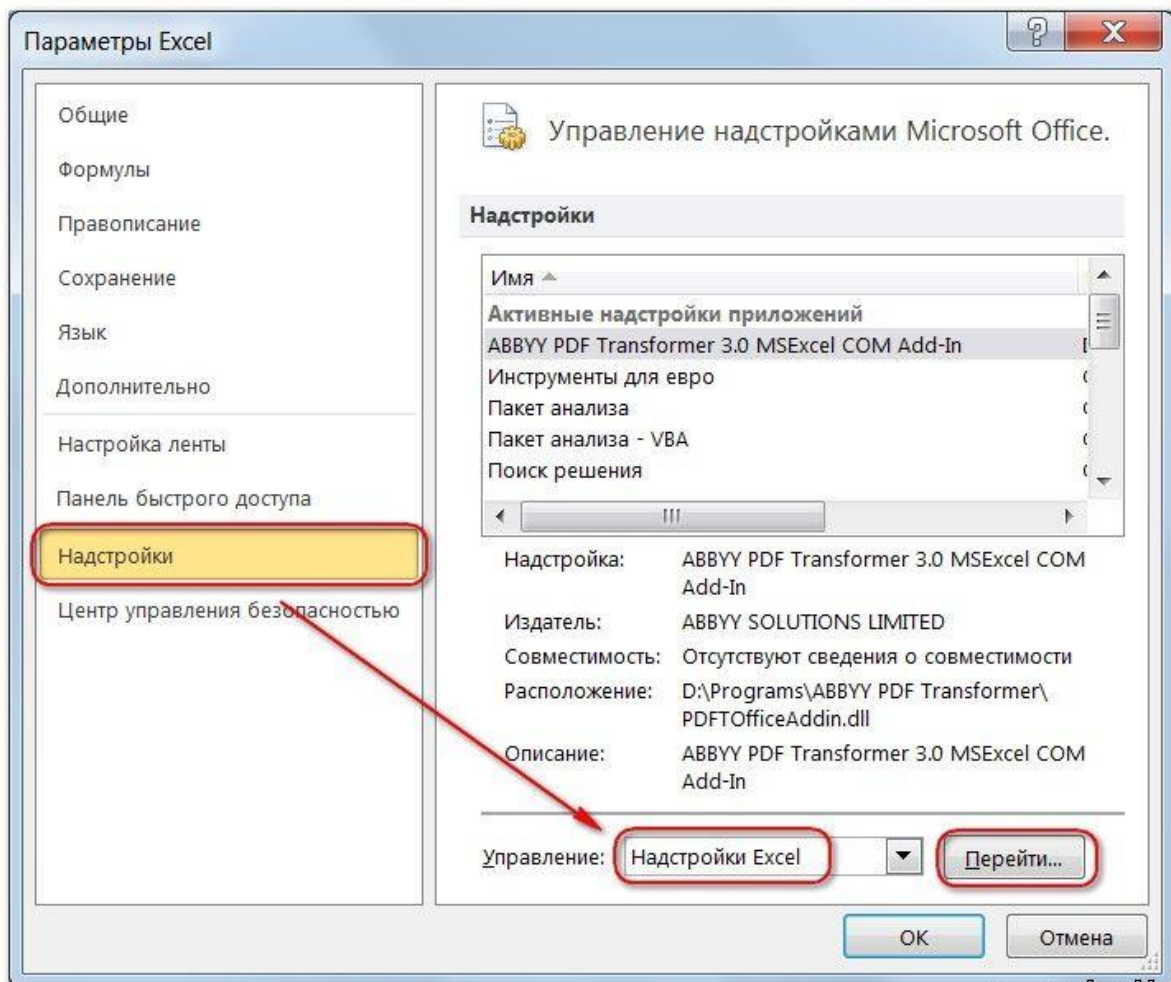 Параметры Excel
Общие
Формулы
Правописание
Сохранение
Язык
Дополнительно
Настройка ленты
Панель быстрого доступа
Надстройки
Центр управления безопасностью
Управление надстройками Microsoft Office.
Надстройки
Имя
Активные надстройки приложений
ABBYY PDF Transformer 3.0 MSExcel COM Add-In
Инструменты для евро
Пакет анализа
Пакет анализа - VBA
Поиск решения
Надстройка: ABBYY PDF Transformer 3.0 MSExcel COM
Add-In
Издатель: ABBYY SOLUTIONS LIMITED
Совместимость: Отсутствуют сведения о совместимости
Расположение: D:\Programs\ABBYY PDF Transformer\
PDFTOfficeAddin.dll
Описание: ABBYY PDF Transformer 3.0 MSExcel COM
Add-In
Управление: Надстройки Excel Перейти...
ОК Отмена